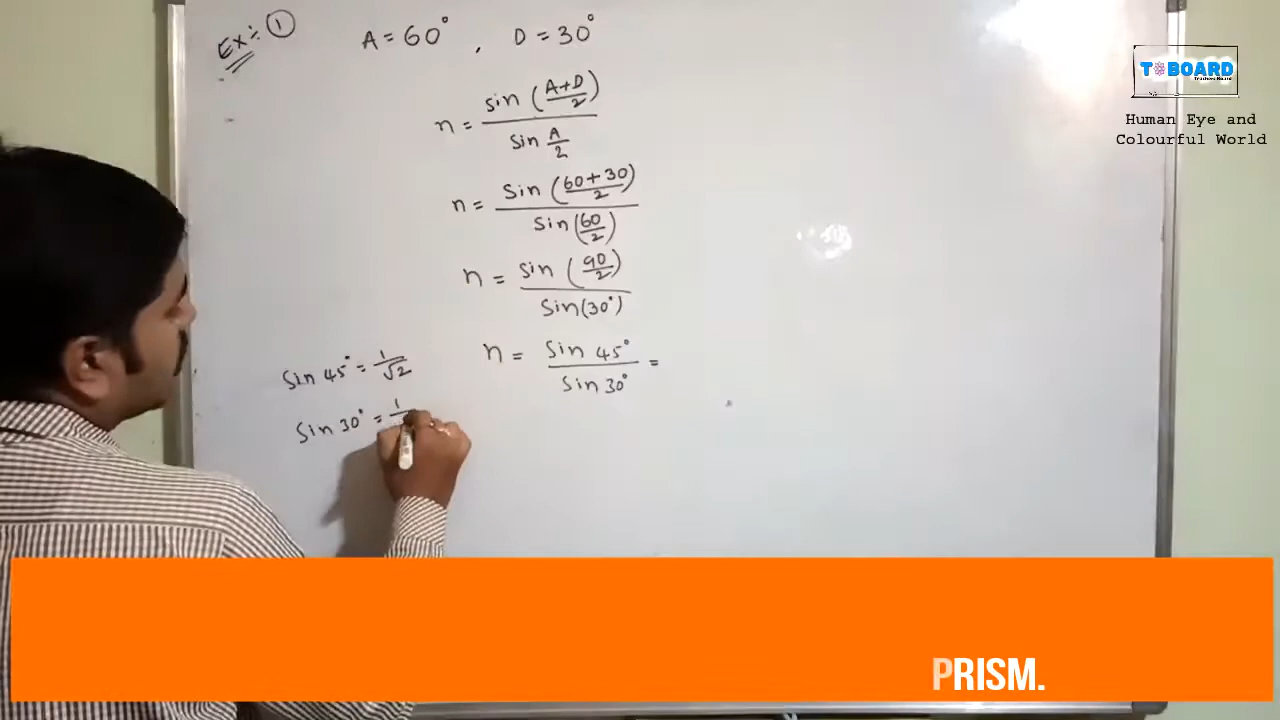 Ex:- ①
A = 60° , D = 30°
n = sin (A+D/2) / sin A/2
n = Sin (60+30/2) / Sin (60/2)
n = Sin (90/2) / Sin(30°)
n = Sin 45° / Sin 30° =
Sin 45° = 1/√2
Sin 30° = 1/
TSBOARD
Human Eye and
Colourful World
PRISM.